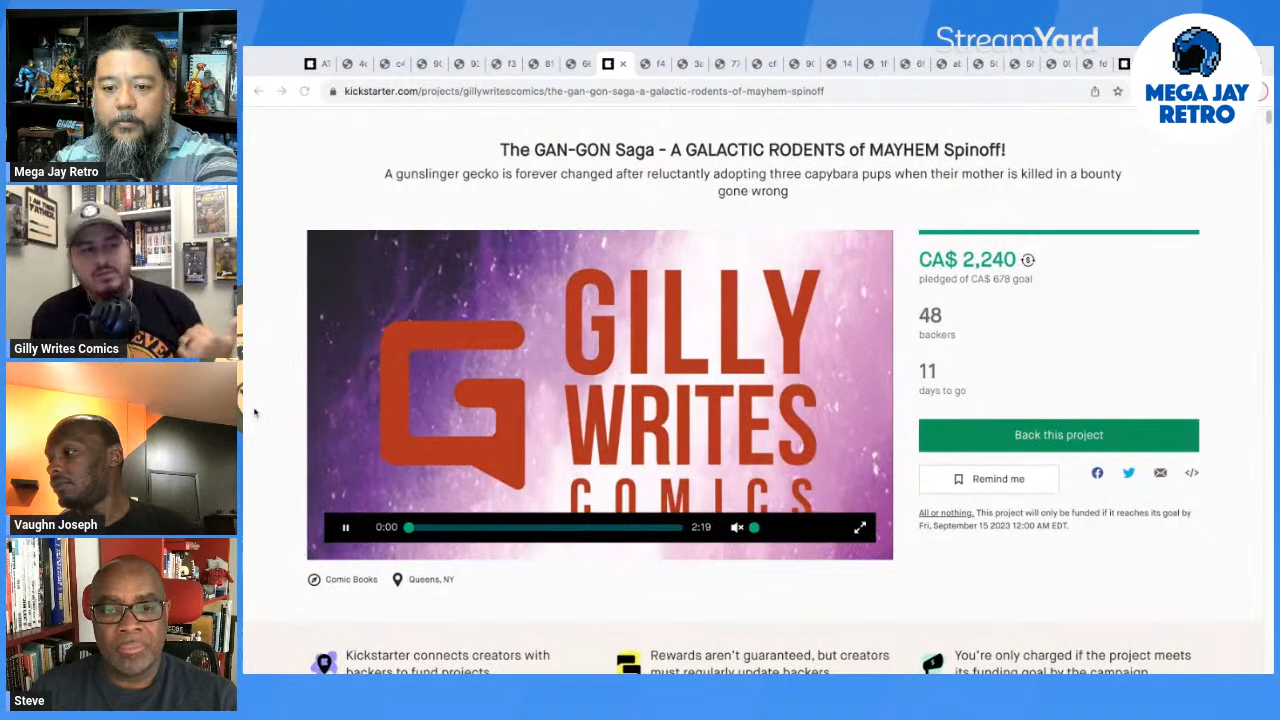 StreamYard
MEGA JAY
RETRO
kickstarter.com/projects/gillywritescomics/the-gan-gon-saga-a-galactic-rodents-of-mayhem-spinoff
The GAN-GON Saga - A GALACTIC RODENTS of MAYHEM Spinoff!
A gunslinger gecko is forever changed after reluctantly adopting three capybara pups when their mother is killed in a bounty
gone wrong
GILLY
WRITES
COMICS
0:00
2:19
CA$ 2,240
pledged of CA$ 678 goal
48
backers
11
days to go
Back this project
Remind me
All or nothing. This project will only be funded if it reaches its goal by
Fri, September 15 2023 12:00 AM EDT.
Comic Books
Queens, NY
Kickstarter connects creators with
backers to fund projects.
Rewards aren't guaranteed, but creators
must regularly update backers.
You're only charged if the project meets
its funding goal by the campaign
Mega Jay Retro
I AM THEIR
FATHER.
Gilly Writes Comics
Vaughn Joseph
Steve